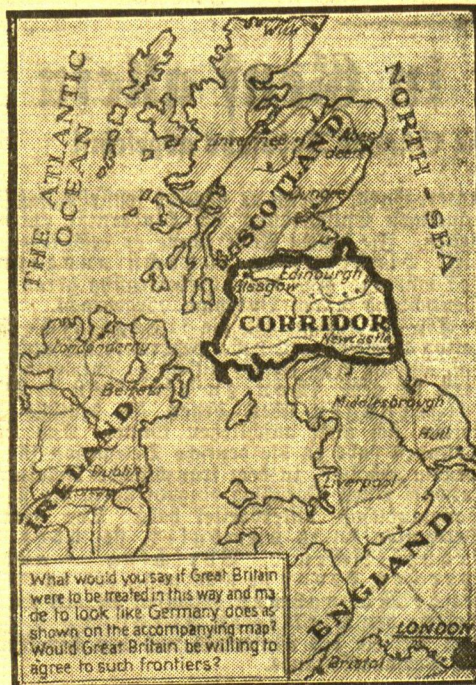 Wilk
THE ATLANTIC
OCEAN
NORTH-SEA
Inverness
Aberdeen
SCOTLAND
Dundee
Edinburgh
Glasgow
CORRIDOR
Newcastle
Londonderry
Belfast
Middlesbrough
Hull
IRELAND
Dublin
Liverpool
ENGLAND
What would you say if Great Britain
were to be treated in this way and ma
de to look like Germany does as
shown on the accompanying map?
Would Great Britain be willing to
agree to such frontiers?
LONDON
Bristol